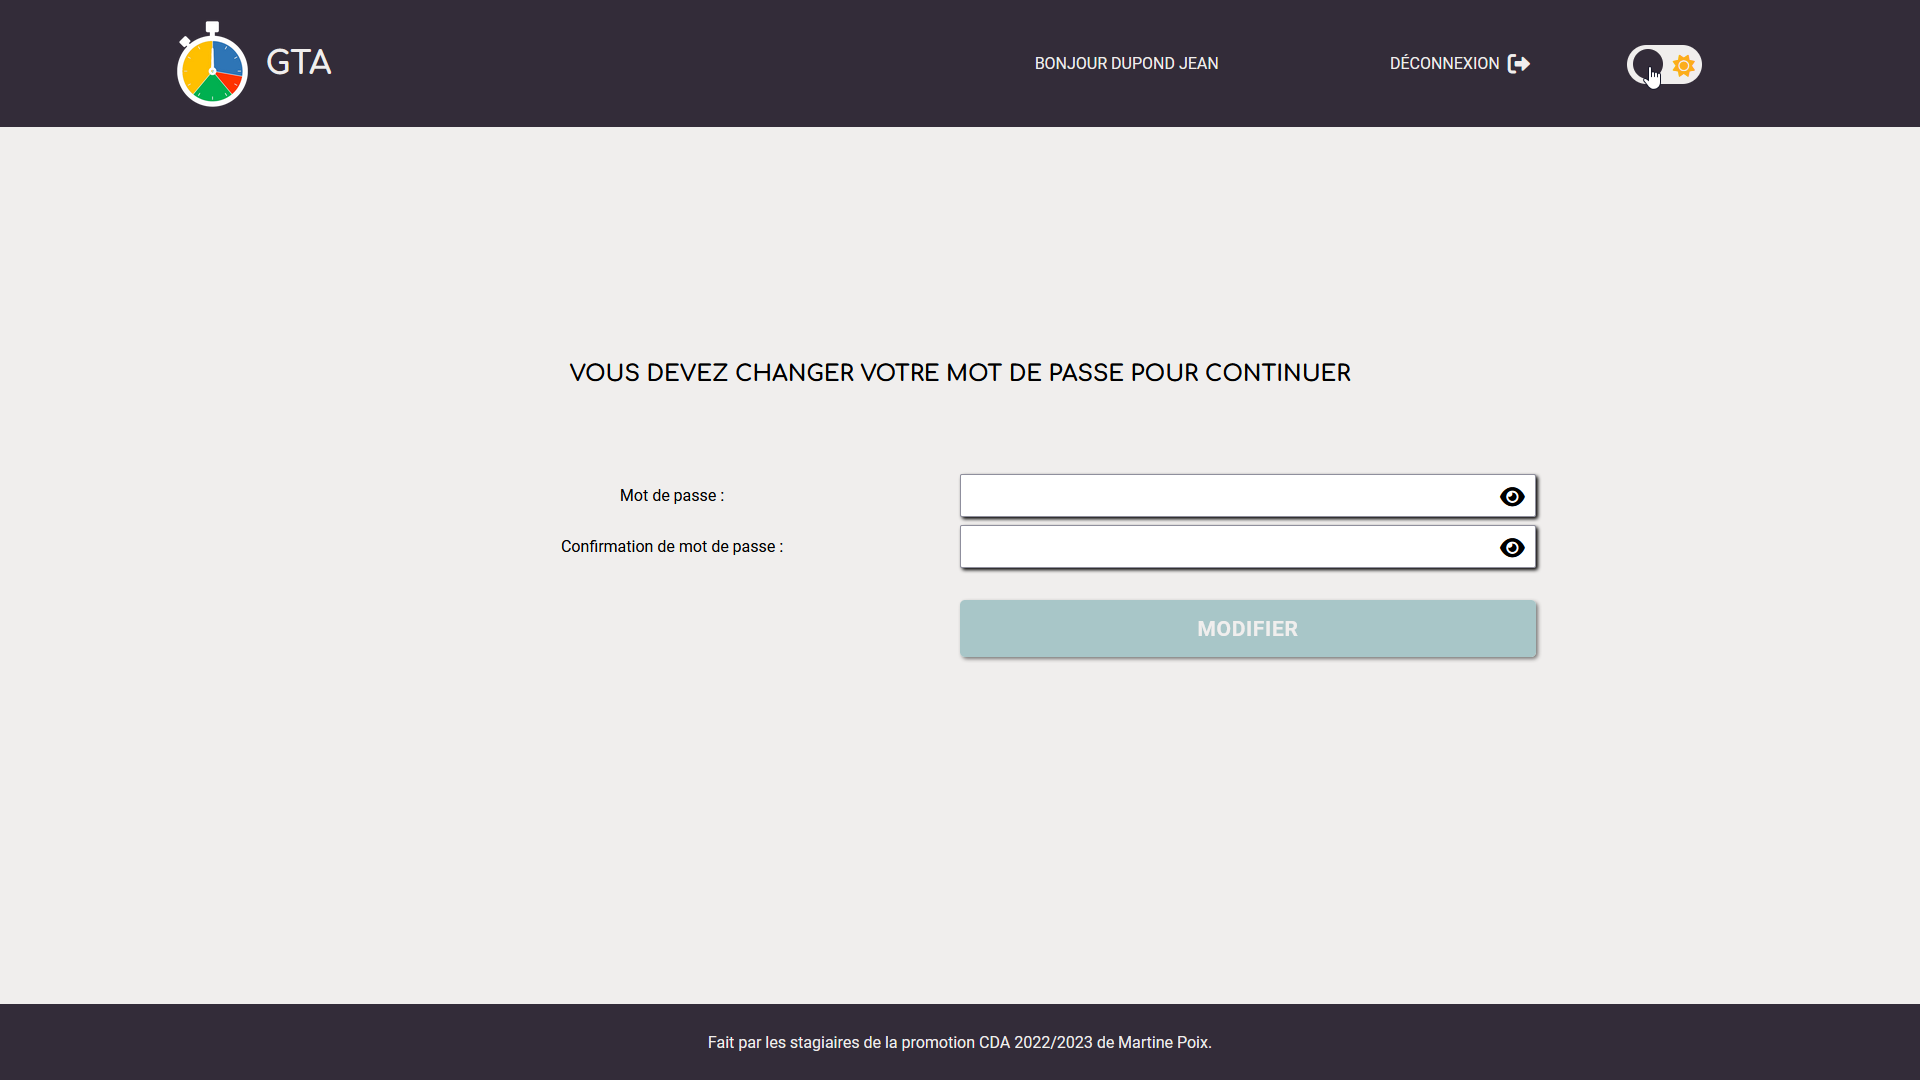 GTA
BONJOUR DUPOND JEAN
DÉCONNEXION
VOUS DEVEZ CHANGER VOTRE MOT DE PASSE POUR CONTINUER
Mot de passe :
Confirmation de mot de passe :
MODIFIER
Fait par les stagiaires de la promotion CDA 2022/2023 de Martine Poix.